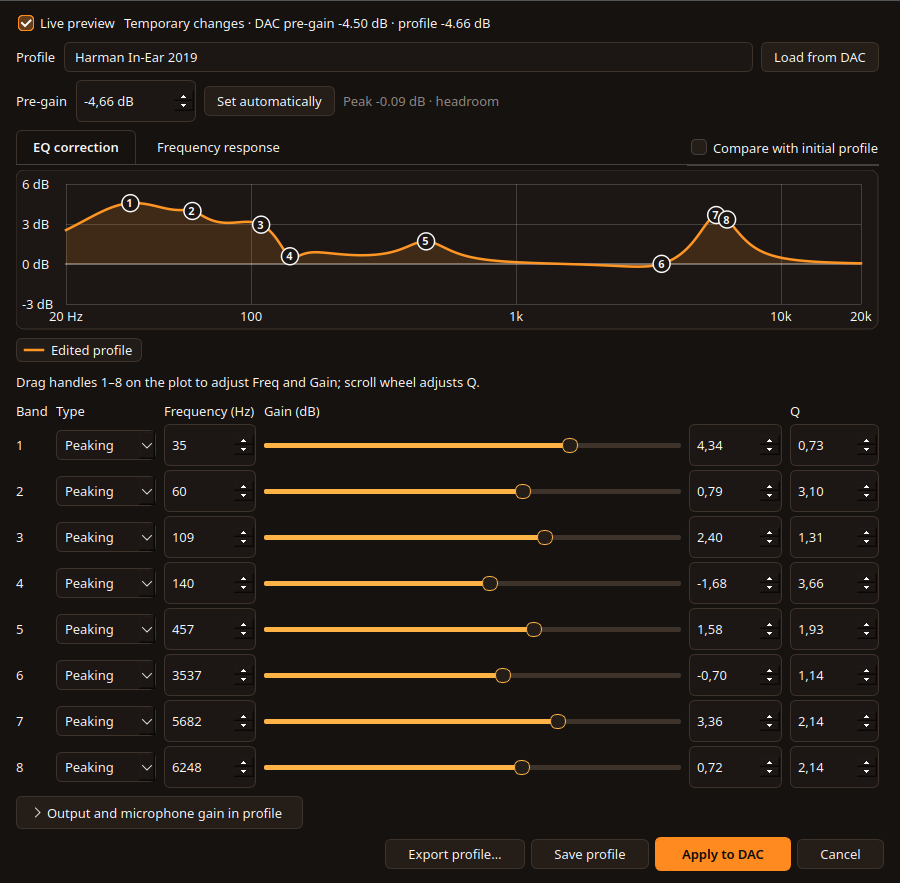 Live preview Temporary changes · DAC pre-gain -4.50 dB · profile -4.66 dB
Profile Harman In-Ear 2019 Load from DAC
Pre-gain -4,66 dB Set automatically Peak -0.09 dB · headroom
EQ correction Frequency response Compare with initial profile
6 dB
3 dB
0 dB
-3 dB
1 2 3 4 5 6 7 8
20 Hz 100 1k 10k 20k
Edited profile
Drag handles 1–8 on the plot to adjust Freq and Gain; scroll wheel adjusts Q.
Band Type Frequency (Hz) Gain (dB) Q
1 Peaking 35 4,34 0,73
2 Peaking 60 0,79 3,10
3 Peaking 109 2,40 1,31
4 Peaking 140 -1,68 3,66
5 Peaking 457 1,58 1,93
6 Peaking 3537 -0,70 1,14
7 Peaking 5682 3,36 2,14
8 Peaking 6248 0,72 2,14
Output and microphone gain in profile
Export profile... Save profile Apply to DAC Cancel